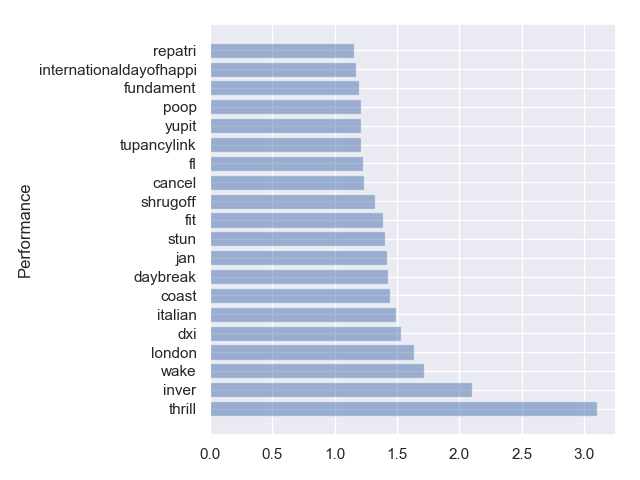 repatri
internationaldayofhappi
fundament
poop
yupit
tupancylink
fl
cancel
shrugoff
fit
stun
jan
daybreak
coast
italian
dxi
london
wake
inver
thrill
Performance
0.0 0.5 1.0 1.5 2.0 2.5 3.0